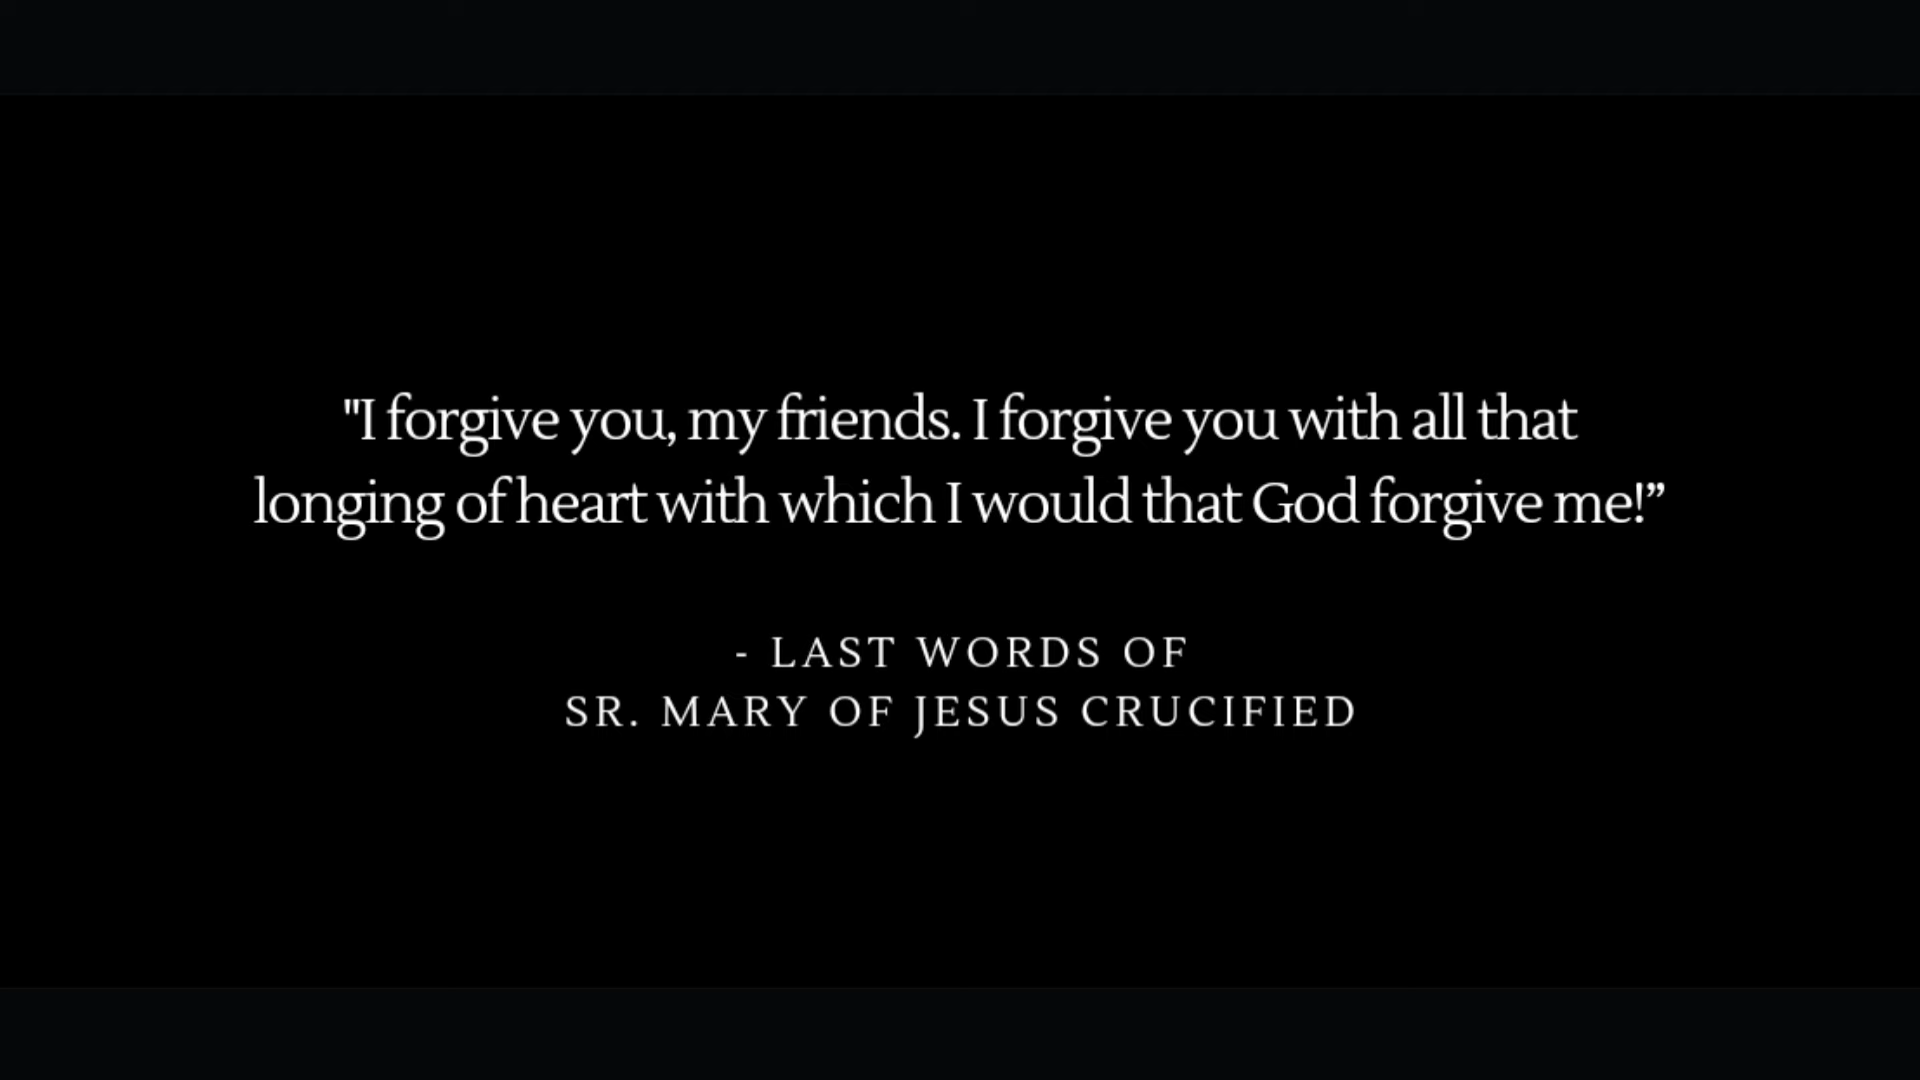 "I forgive you, my friends. I forgive you with all that
longing of heart with which I would that God forgive me!”
- LAST WORDS OF
SR. MARY OF JESUS CRUCIFIED